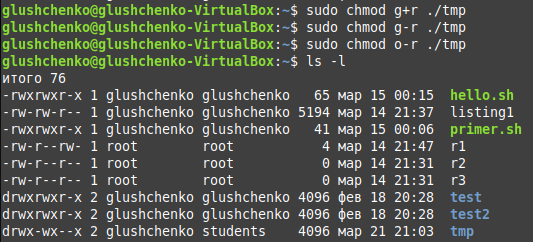 glushchenko@glushchenko-VirtualBox:~$ sudo chmod g+r ./tmp
glushchenko@glushchenko-VirtualBox:~$ sudo chmod g-r ./tmp
glushchenko@glushchenko-VirtualBox:~$ sudo chmod o-r ./tmp
glushchenko@glushchenko-VirtualBox:~$ ls -l
итого 76
-rwxrwxr-x 1 glushchenko glushchenko   65 мар 15 00:15  hello.sh
-rw-rw-r-- 1 glushchenko glushchenko 5194 мар 14 21:37  listing1
-rwxrwxr-x 1 glushchenko glushchenko   41 мар 15 00:06  primer.sh
-rw-r--rw- 1 root        root           4 мар 14 21:47  r1
-rw-r--r-- 1 root        root           0 мар 14 21:31  r2
-rw-r--r-- 1 root        root           0 мар 14 21:31  r3
drwxrwxr-x 2 glushchenko glushchenko 4096 фев 18 20:28  test
drwxrwxr-x 2 glushchenko glushchenko 4096 фев 18 20:28  test2
drwx-wx--x 2 glushchenko students    4096 мар 21 21:03  tmp